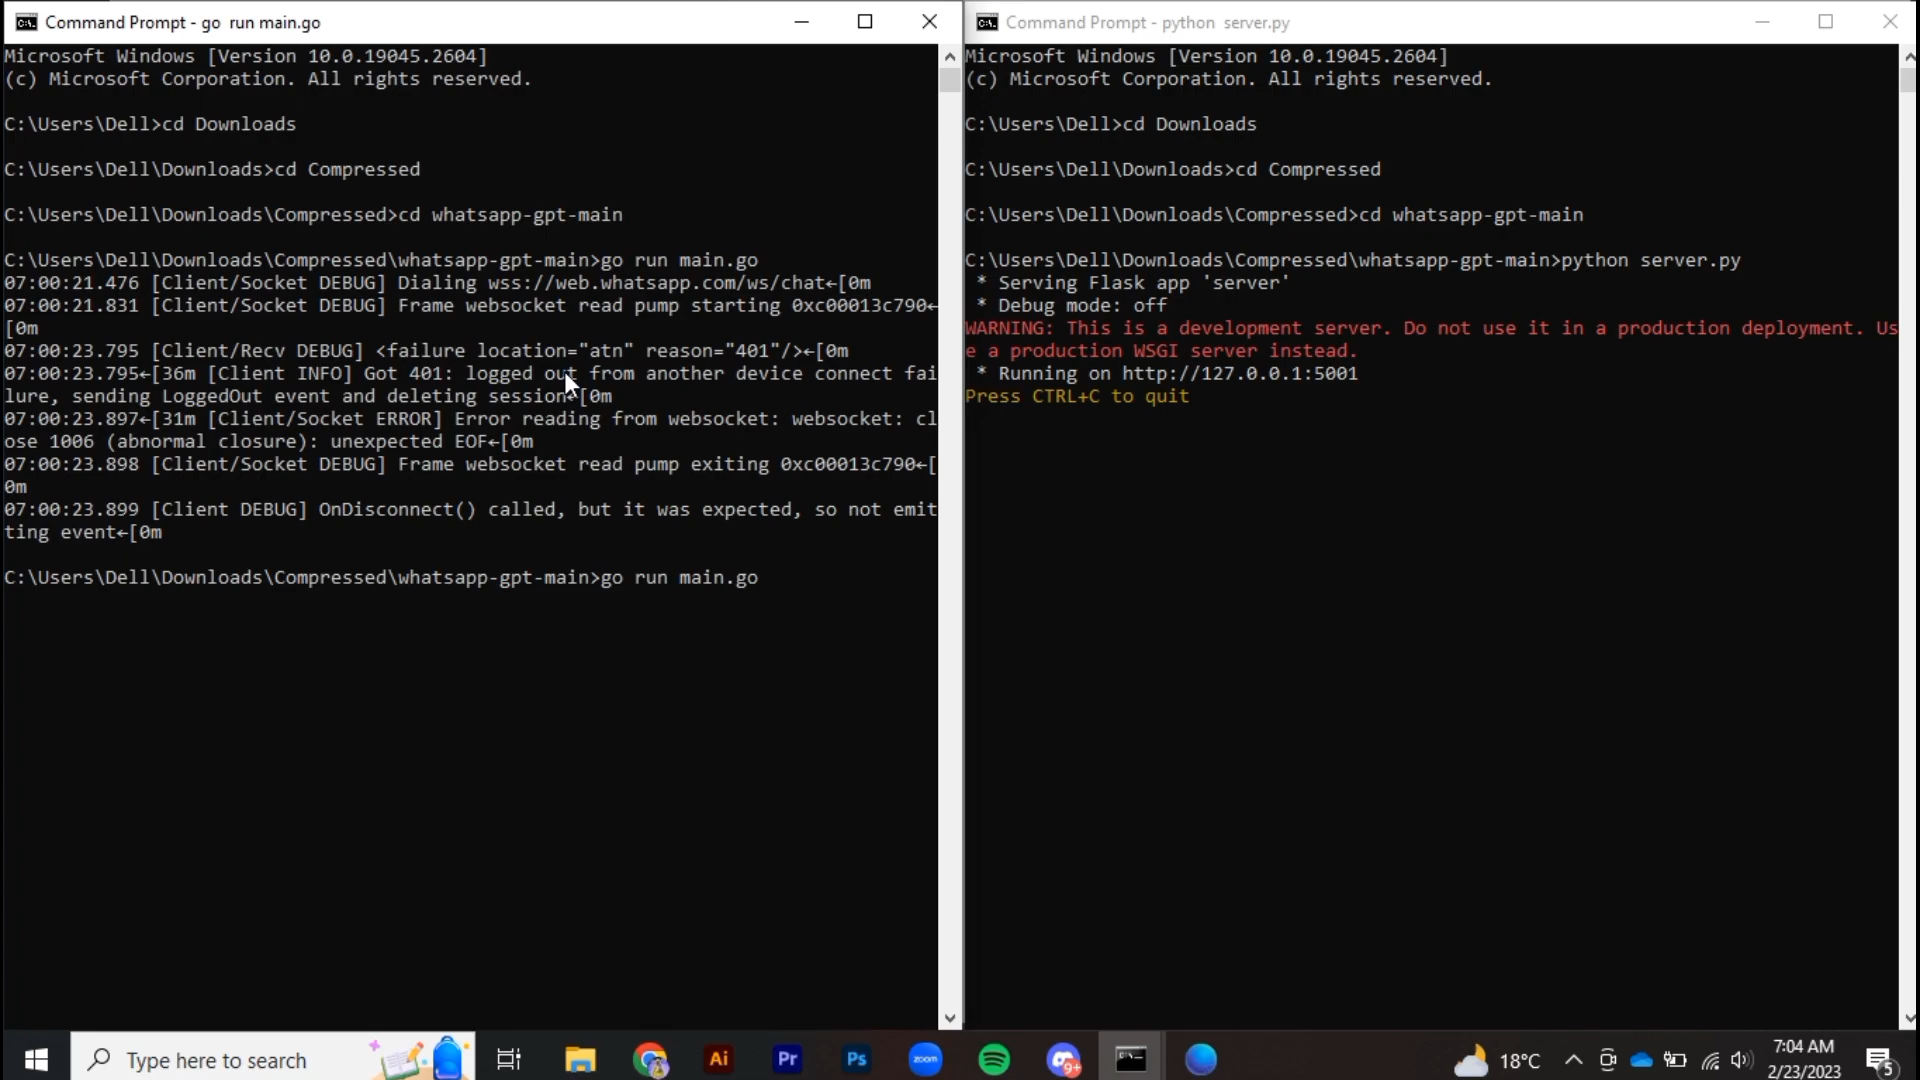 Command Prompt - go  run main.go
Microsoft Windows [Version 10.0.19045.2604]
(c) Microsoft Corporation. All rights reserved.
C:\Users\Dell>cd Downloads
C:\Users\Dell\Downloads>cd Compressed
C:\Users\Dell\Downloads\Compressed>cd whatsapp-gpt-main
C:\Users\Dell\Downloads\Compressed\whatsapp-gpt-main>go run main.go
07:00:21.476 [Client/Socket DEBUG] Dialing wss://web.whatsapp.com/ws/chat←[0m
07:00:21.831 [Client/Socket DEBUG] Frame websocket read pump starting 0xc00013c790←
[0m
07:00:23.795 [Client/Recv DEBUG] <failure location="atn" reason="401"/>←[0m
07:00:23.795←[36m [Client INFO] Got 401: logged out from another device connect fai
lure, sending LoggedOut event and deleting session←[0m
07:00:23.897←[31m [Client/Socket ERROR] Error reading from websocket: websocket: cl
ose 1006 (abnormal closure): unexpected EOF←[0m
07:00:23.898 [Client/Socket DEBUG] Frame websocket read pump exiting 0xc00013c790←[
0m
07:00:23.899 [Client DEBUG] OnDisconnect() called, but it was expected, so not emit
ting event←[0m
C:\Users\Dell\Downloads\Compressed\whatsapp-gpt-main>go run main.go
Command Prompt - python  server.py
Microsoft Windows [Version 10.0.19045.2604]
(c) Microsoft Corporation. All rights reserved.
C:\Users\Dell>cd Downloads
C:\Users\Dell\Downloads>cd Compressed
C:\Users\Dell\Downloads\Compressed>cd whatsapp-gpt-main
C:\Users\Dell\Downloads\Compressed\whatsapp-gpt-main>python server.py
 * Serving Flask app 'server'
 * Debug mode: off
WARNING: This is a development server. Do not use it in a production deployment. Us
e a production WSGI server instead.
 * Running on http://127.0.0.1:5001
Press CTRL+C to quit
Type here to search
Ai
Pr
Ps
zoom
9+
18°C
7:04 AM
2/23/2023
5